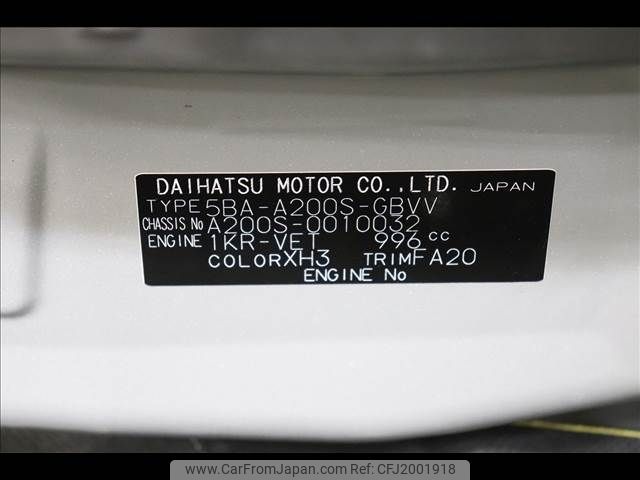 DAIHATSU MOTOR CO.,LTD. JAPAN
TYPE 5BA-A200S-GBVV
CHASSIS No A200S-0010032
ENGINE 1KR-VET 996 cc
COLOR XH3 TRIM FA20
ENGINE No
www.CarFromJapan.com ID:CFJ2001918